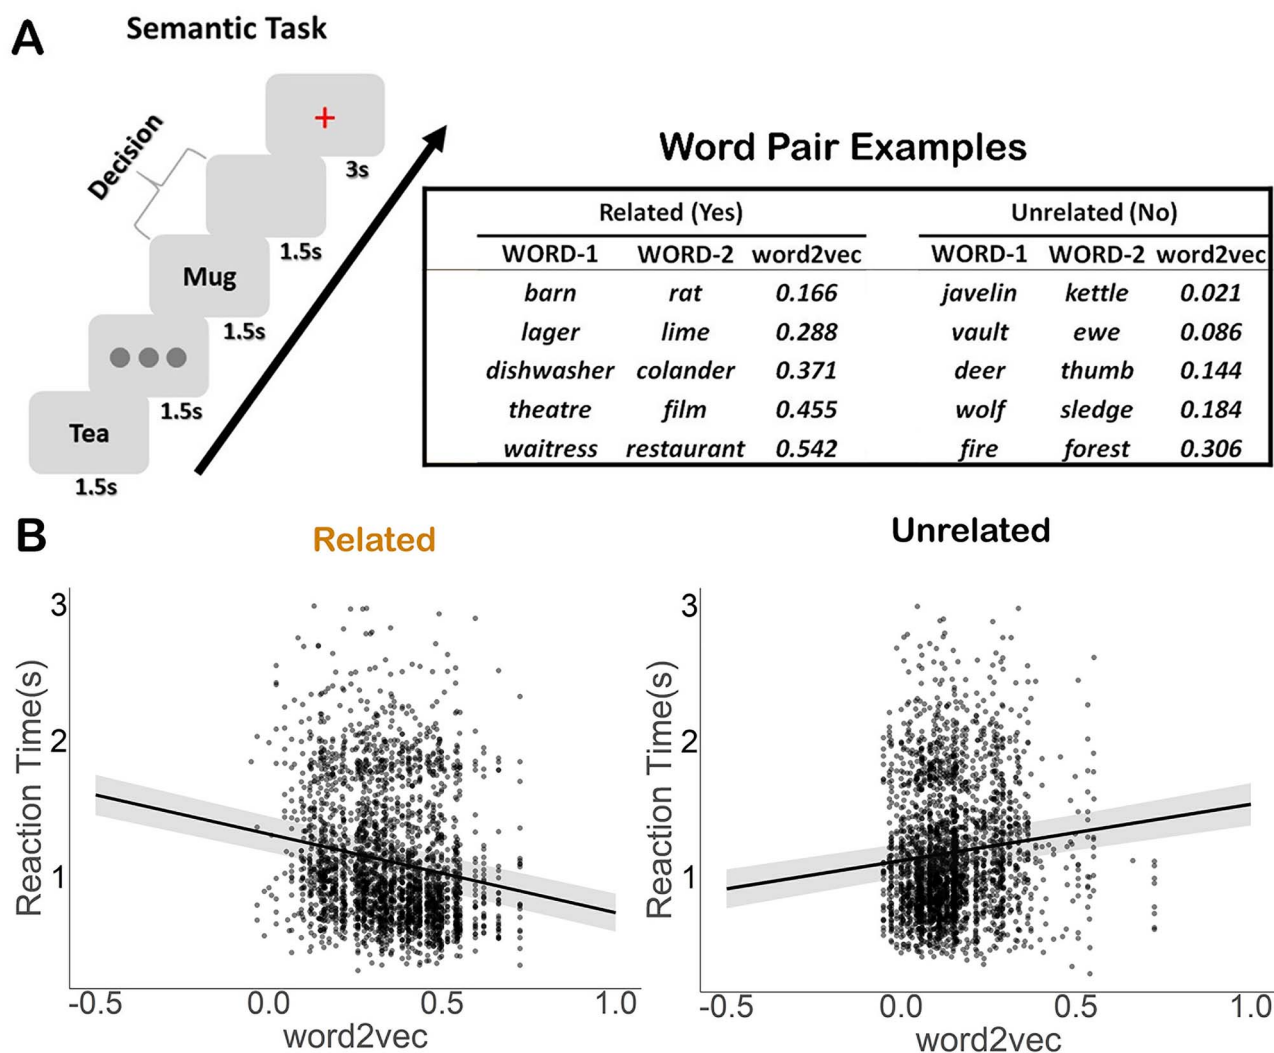 A
Semantic Task
Decision
+
3s
1.5s
Mug
1.5s
1.5s
Tea
1.5s
Word Pair Examples
Related (Yes) Unrelated (No)
WORD-1 WORD-2 word2vec WORD-1 WORD-2 word2vec
barn rat 0.166 javelin kettle 0.021
lager lime 0.288 vault ewe 0.086
dishwasher colander 0.371 deer thumb 0.144
theatre film 0.455 wolf sledge 0.184
waitress restaurant 0.542 fire forest 0.306
B
Related
Reaction Time(s)
3
2
1
-0.5 0.0 0.5 1.0
word2vec
Unrelated
Reaction Time(s)
3
2
1
-0.5 0.0 0.5 1.0
word2vec